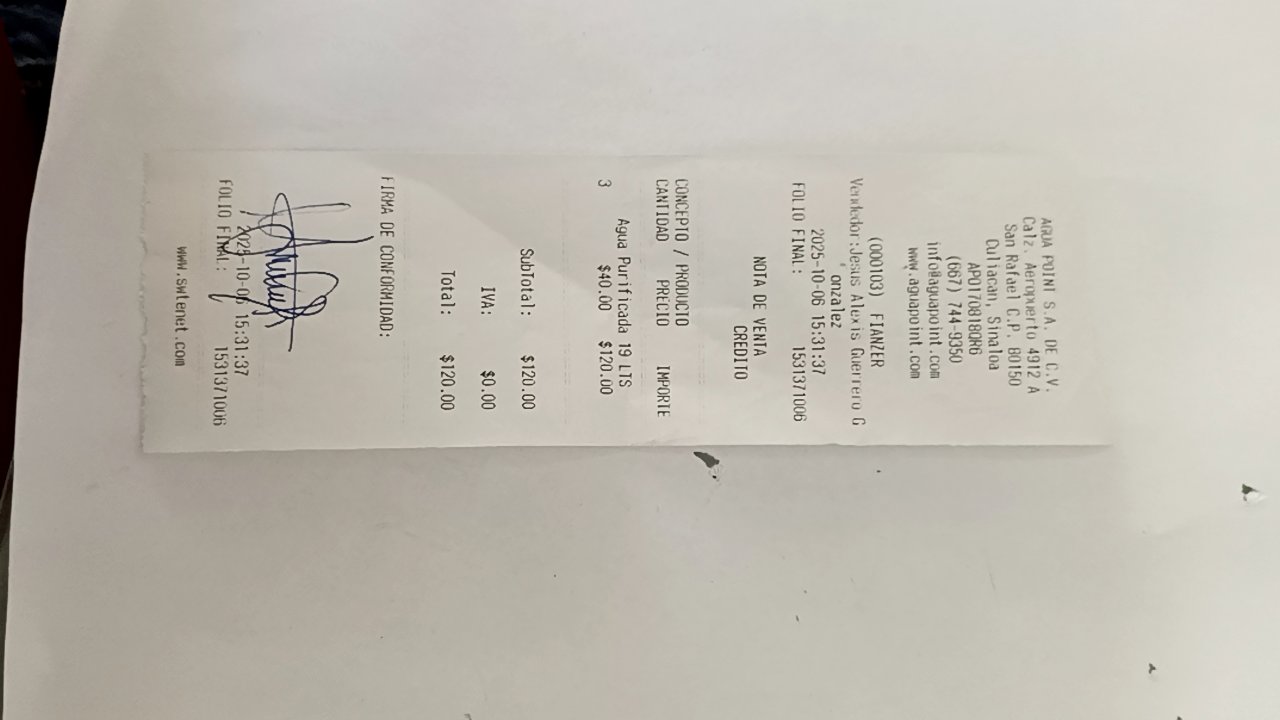 AGUA POINT S.A. DE C.V.
Calz. Aeropuerto 4912 A
San Rafael C.P. 80150
Culiacan, Sinaloa
APO170818QR6
(667) 744-9350
info@aguapoint.com
www.aguapoint.com
(000103) FIANZER
Vendedor:Jesus Alexis Guerrero G
onzalez
2025-10-06 15:31:37
FOLIO FINAL: 1531371006
NOTA DE VENTA
CREDITO
CONCEPTO / PRODUCTO
CANTIDAD PRECIO IMPORTE
Agua Purificada 19 LTS
3 $40.00 $120.00
SubTotal: $120.00
IVA: $0.00
Total: $120.00
FIRMA DE CONFORMIDAD:
2025-10-06 15:31:37
FOLIO FINAL: 1531371006
www.swtenet.com